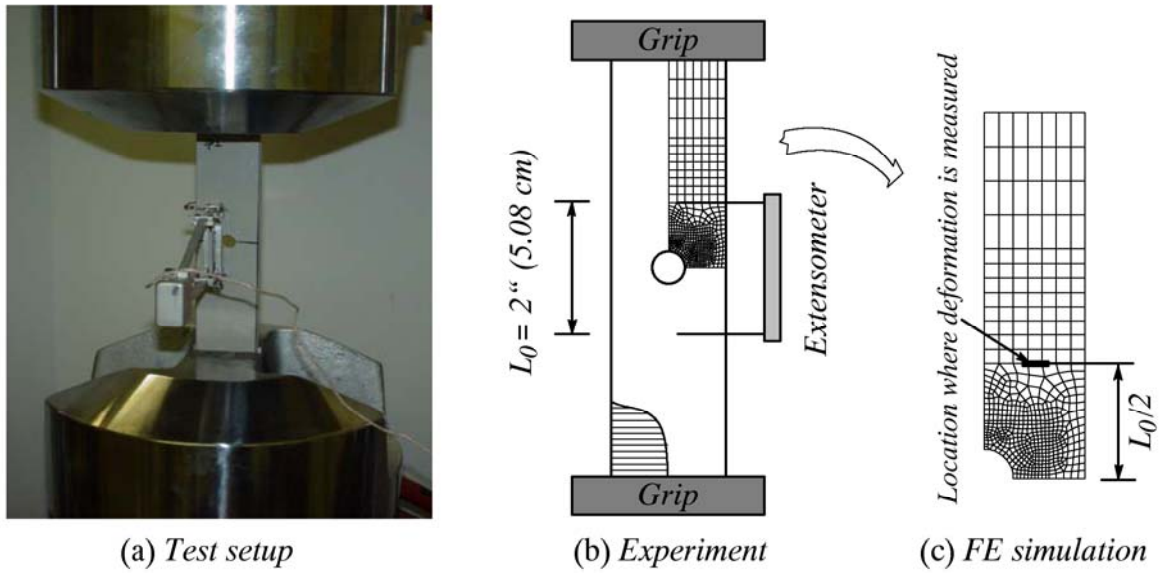 Grip
L0 = 2“ (5.08 cm)
Extensometer
Grip
Location where deformation is measured
L0/2
(a) Test setup
(b) Experiment
(c) FE simulation